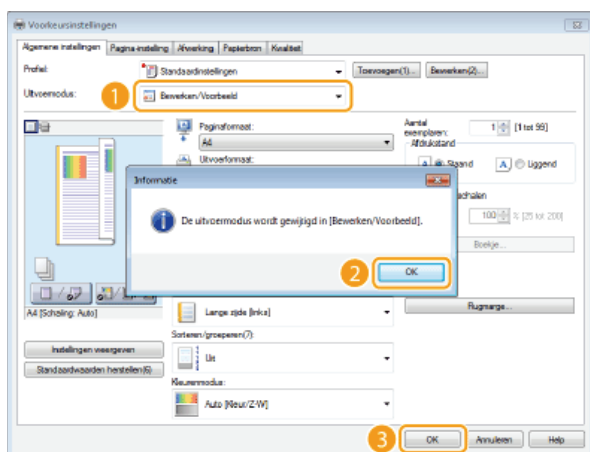 Voorkeursinstellingen
Algemene instellingen Pagina-instelling Afwerking Papierbron Kwaliteit
Profiel: Standaardinstellingen Toevoegen(1)... Bewerken(2)...
Uitvoermodus: 1 Bewerken/Voorbeeld
Paginaformaat: Aantal exemplaren: 1 [1 tot 99]
A4 Afdrukstand
Uitvoerformaat: A Staand A Liggend
Informatie
schalen
De uitvoermodus wordt gewijzigd in [Bewerken/Voorbeeld].
100 % [25 tot 200]
Boekje...
2 OK
A4 [Schaling: Auto] Lange zijde [links] Rugmarge...
Sorteren/groeperen(7):
Instellingen weergeven Uit
Standaardwaarden herstellen(6)
Kleurenmodus:
Auto [Kleur/Z-W]
3 OK Annuleren Help